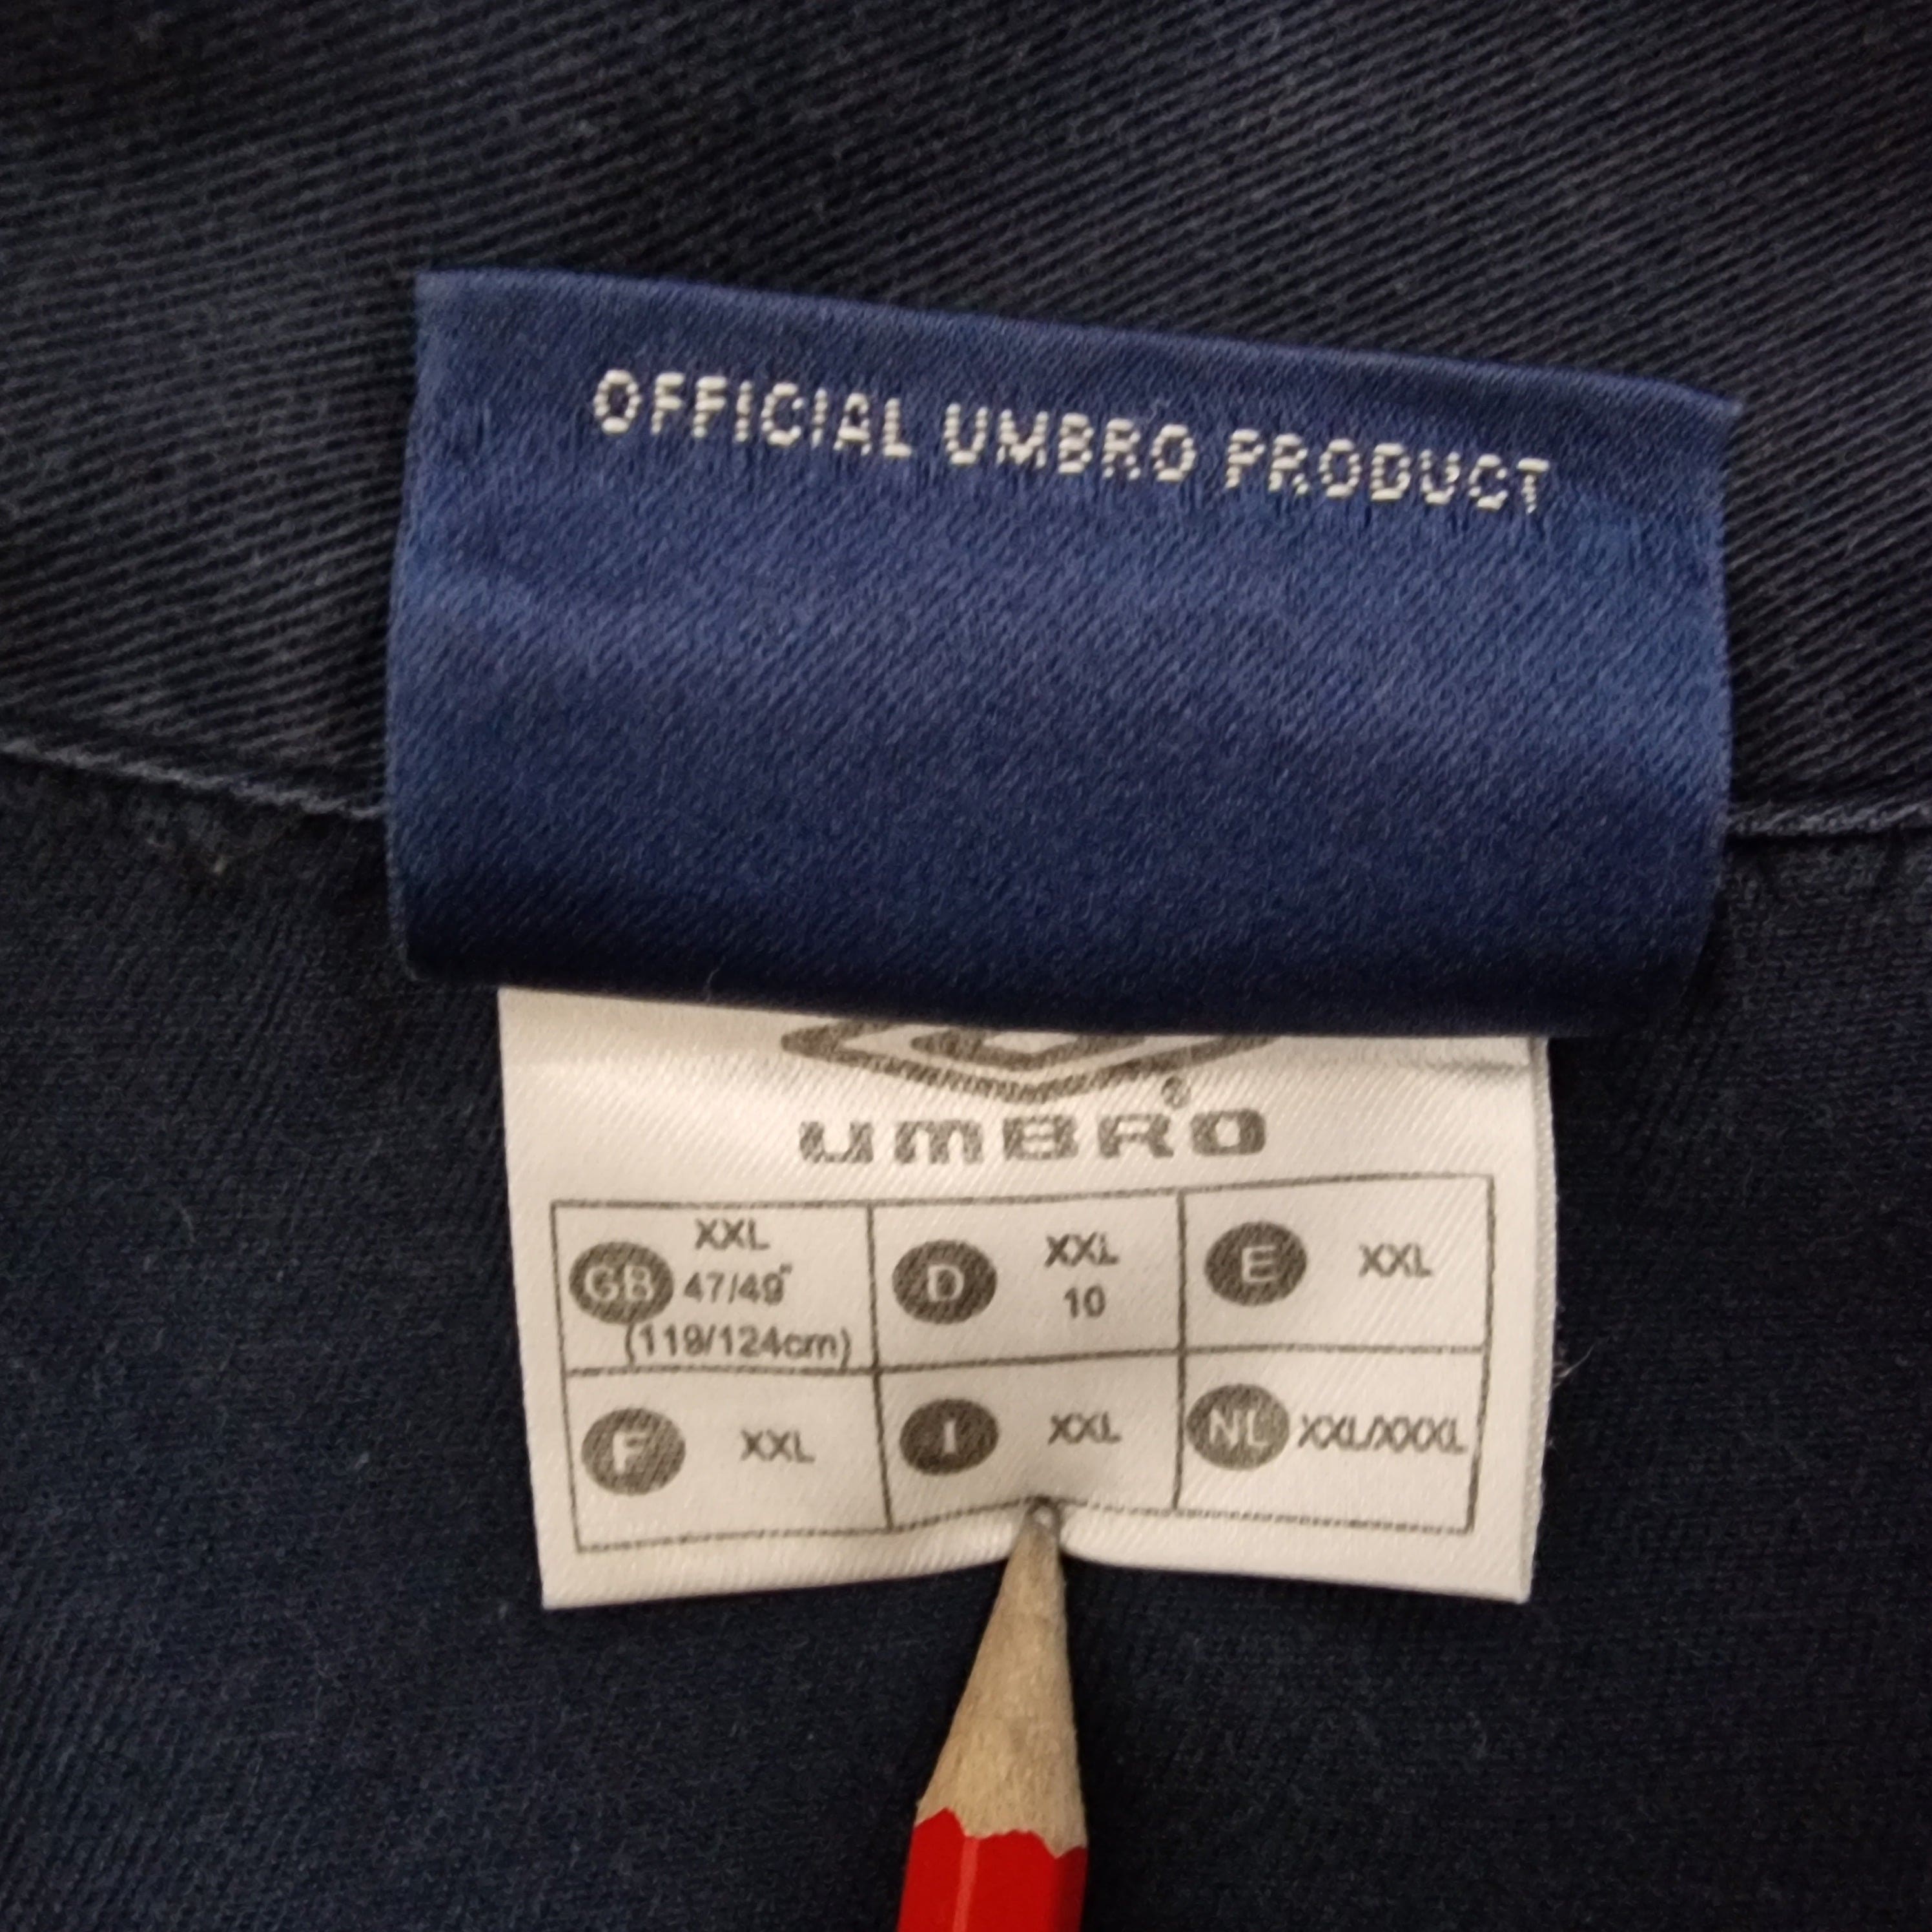 OFFICIAL UMBRO PRODUCT
®
UMBRO
GB XXL 47/49" (119/124cm)
D XXL 10
E XXL
F XXL
I XXL
NL XXL/XXXL